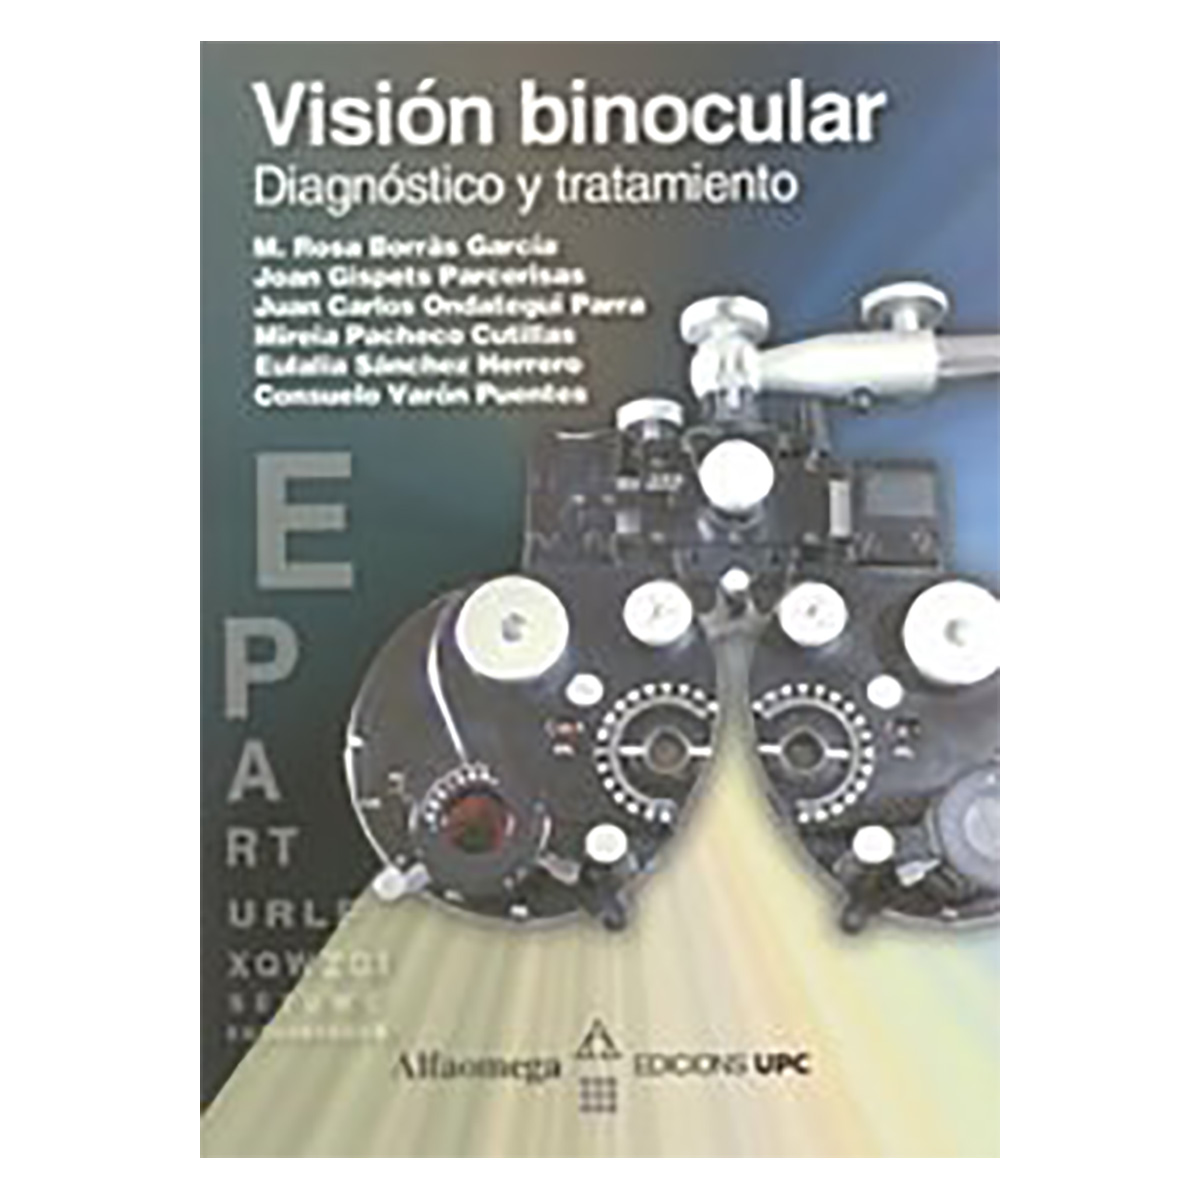 Visión binocular
Diagnóstico y tratamiento
M. Rosa Borràs García
Joan Gispets Parcerisas
Juan Carlos Ondategui Parra
Mireia Pacheco Cutillas
Eulalia Sánchez Herrero
Consuelo Varón Puentes
E
P
A
RT
URL
Alfaomega
EDICIONS UPC